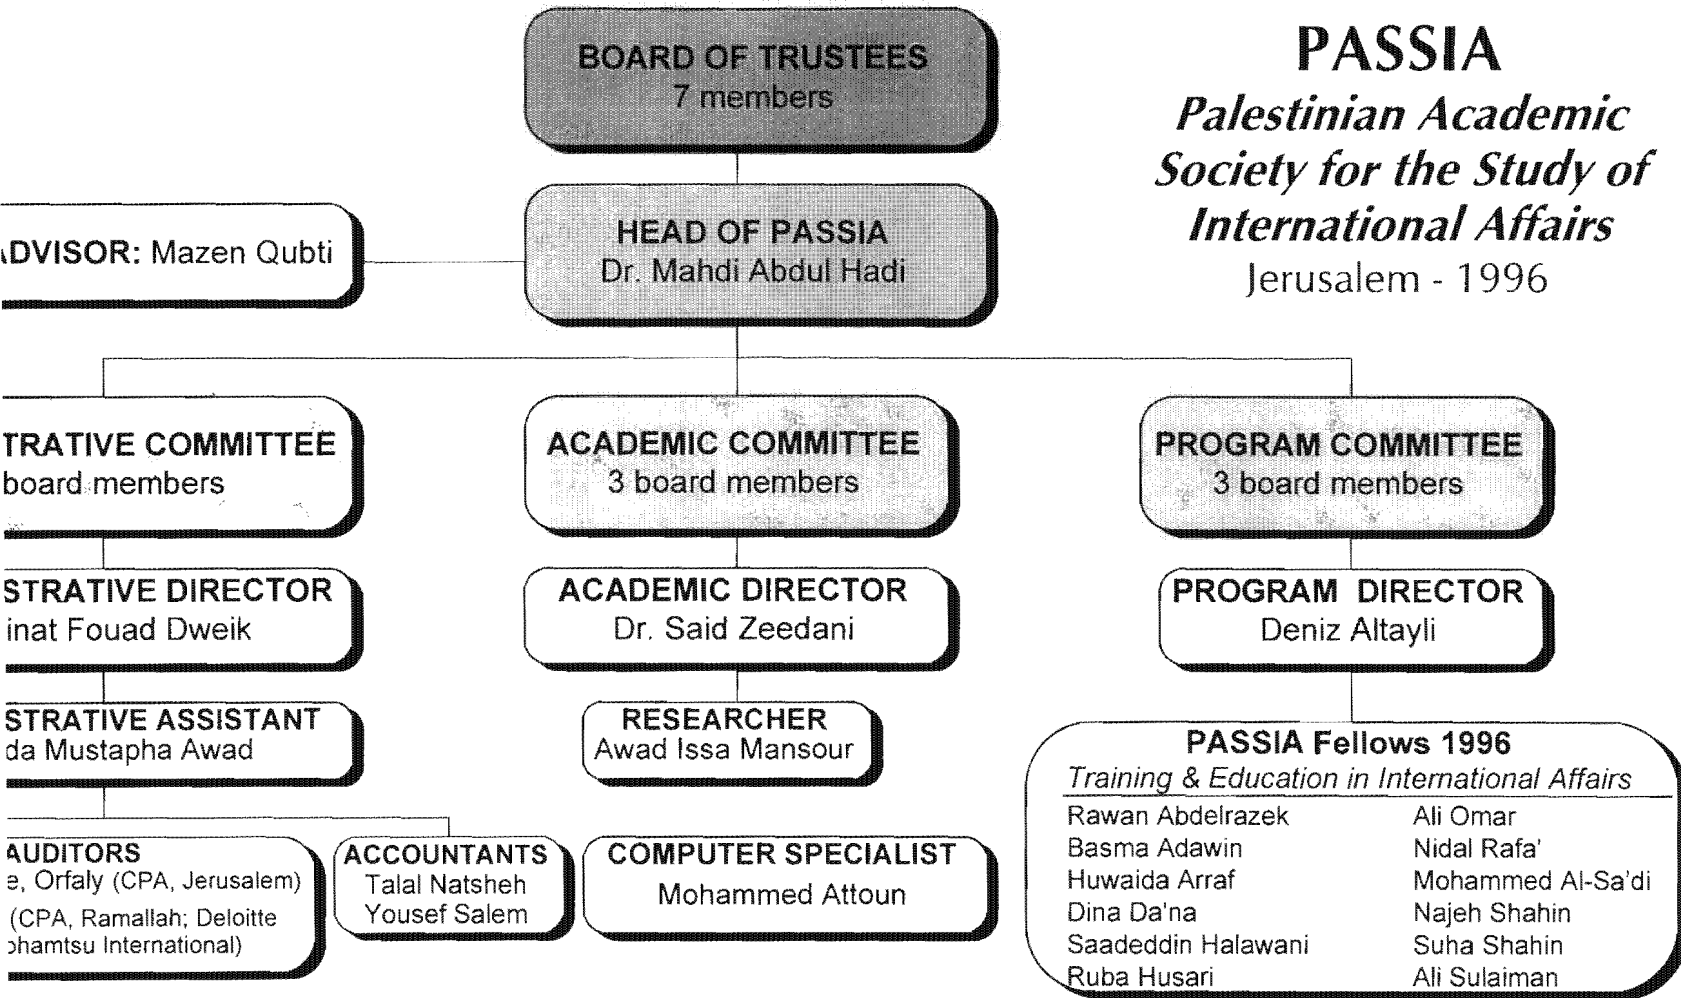 BOARD OF TRUSTEES
7 members
PASSIA
Palestinian Academic
Society for the Study of
International Affairs
Jerusalem - 1996
ADVISOR: Mazen Qubti
HEAD OF PASSIA
Dr. Mahdi Abdul Hadi
TRATIVE COMMITTEE
board members
ACADEMIC COMMITTEE
3 board members
PROGRAM COMMITTEE
3 board members
STRATIVE DIRECTOR
inat Fouad Dweik
ACADEMIC DIRECTOR
Dr. Said Zeedani
PROGRAM DIRECTOR
Deniz Altayli
STRATIVE ASSISTANT
da Mustapha Awad
RESEARCHER
Awad Issa Mansour
AUDITORS
e, Orfaly (CPA, Jerusalem)
(CPA, Ramallah; Deloitte
ohamtsu International)
ACCOUNTANTS
Talal Natsheh
Yousef Salem
COMPUTER SPECIALIST
Mohammed Attoun
PASSIA Fellows 1996
Training & Education in International Affairs
Rawan Abdelrazek
Basma Adawin
Huwaida Arraf
Dina Da'na
Saadeddin Halawani
Ruba Husari
Ali Omar
Nidal Rafa'
Mohammed Al-Sa'di
Najeh Shahin
Suha Shahin
Ali Sulaiman